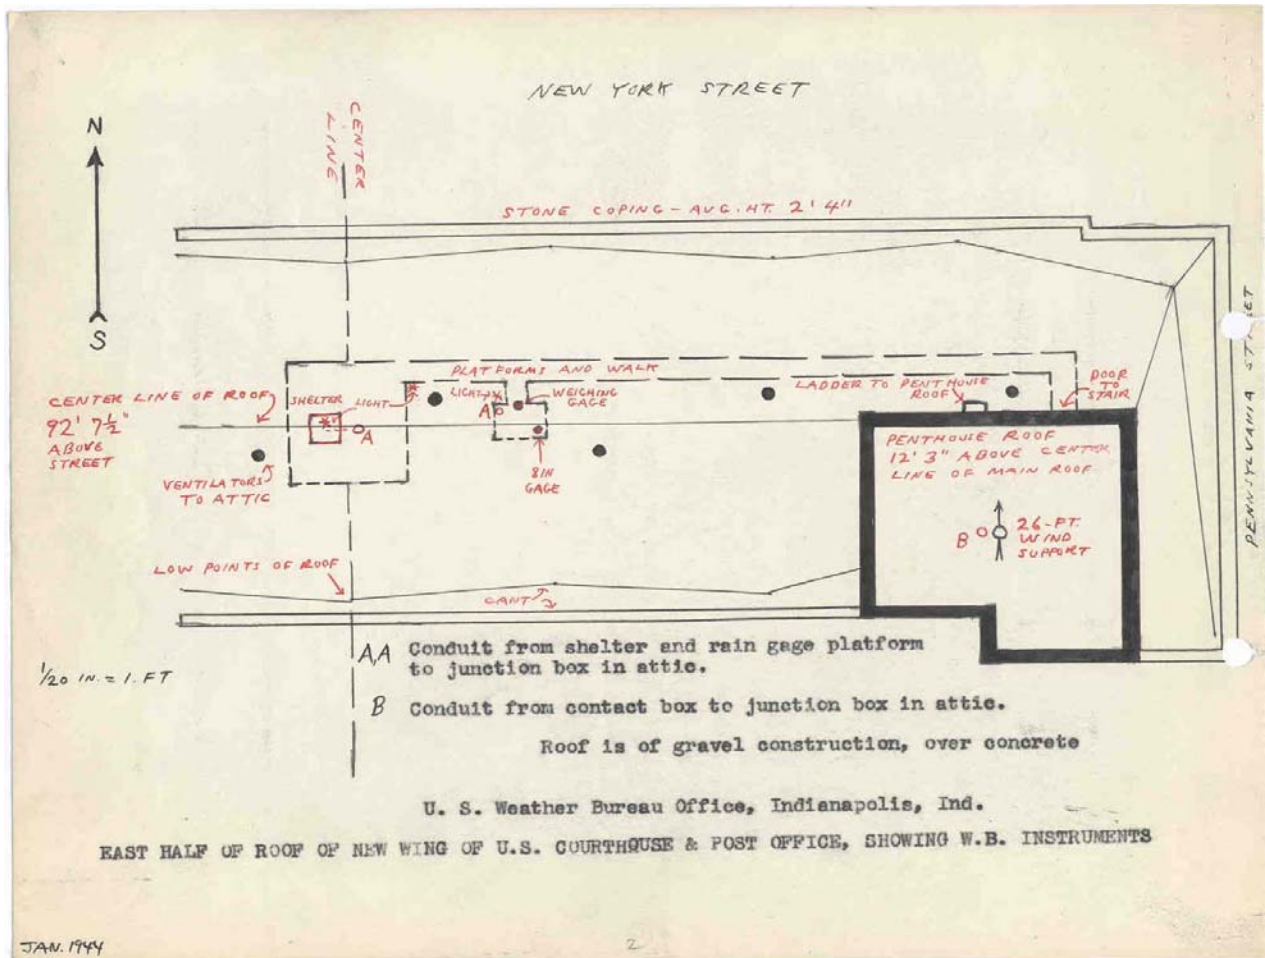 NEW YORK STREET
N
S
CENTER
LINE
STONE COPING - AVG. HT. 2' 4"
PENNSYLVANIA STREET
PLATFORMS AND WALK
CENTER LINE OF ROOF
92' 7 1/2"
ABOVE
STREET
SHELTER
LIGHT
A
LIGHT
A
WEIGHING
GAGE
LADDER TO PENTHOUSE
ROOF
DOOR
TO
STAIR
8 IN
GAGE
VENTILATORS
TO ATTIC
PENTHOUSE ROOF
12' 3" ABOVE CENTER
LINE OF MAIN ROOF
B
26-FT.
WIND
SUPPORT
LOW POINTS OF ROOF
CANT
1/20 IN. = 1. FT
A,A Conduit from shelter and rain gage platform
to junction box in attic.
B Conduit from contact box to junction box in attic.
Roof is of gravel construction, over concrete
U. S. Weather Bureau Office, Indianapolis, Ind.
EAST HALF OF ROOF OF NEW WING OF U.S. COURTHOUSE & POST OFFICE, SHOWING W.B. INSTRUMENTS
JAN. 1944
2